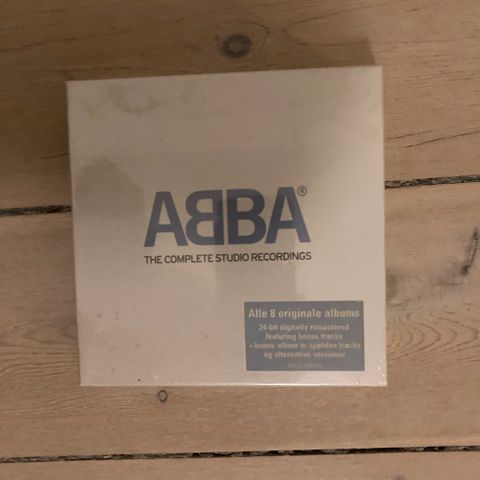 ABBA®
THE COMPLETE STUDIO RECORDINGS
Alle 8 originale albums
24-bit digitally remastered
featuring bonus tracks
+ bonus-album m. sjældne tracks
og alternative versioner